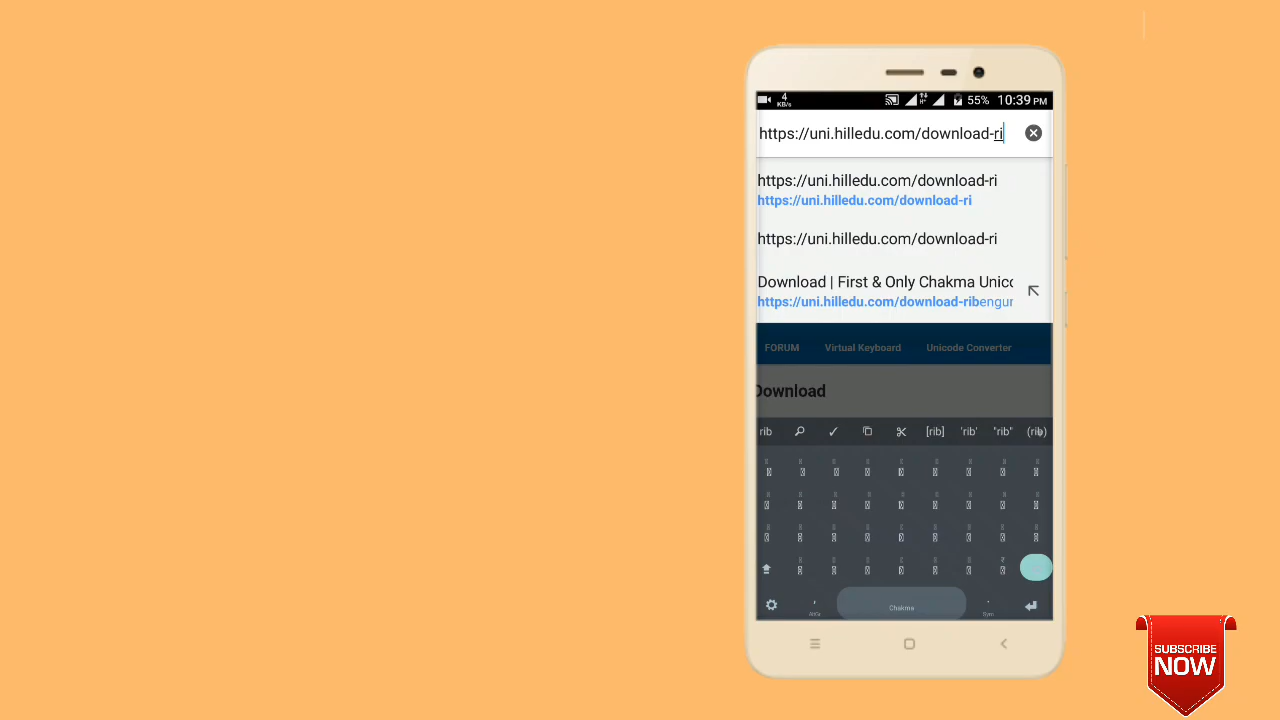 4
KB/s
H+
55%
10:39 PM
https://uni.hilledu.com/download-ri
https://uni.hilledu.com/download-ri
https://uni.hilledu.com/download-ri
https://uni.hilledu.com/download-ri
Download | First & Only Chakma Unico
https://uni.hilledu.com/download-ribengur
FORUM Virtual Keyboard Unicode Converter
Download
rib [rib] 'rib' "rib" (rib)
Chakma
Sym
SUBSCRIBE
NOW